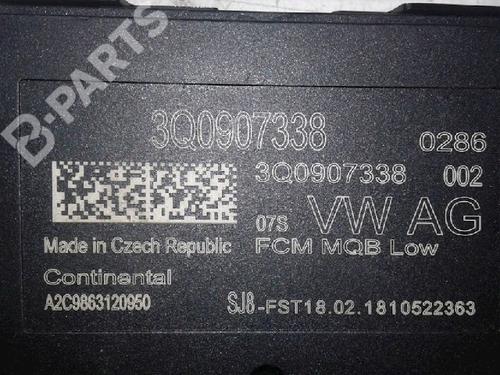 3Q0907338 0286
3Q0907338 002
07S VW AG
Made in Czech Republic FCM MQB Low
Continental
A2C9863120950 SJ8-FST18.02.1810522363
B-PARTS